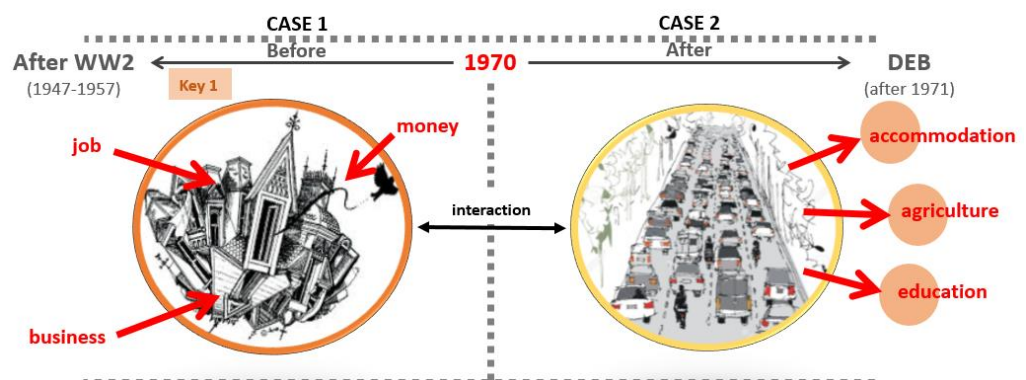 CASE 1
CASE 2
Before
After
After WW2
1970
DEB
(1947-1957)
(after 1971)
Key 1
money
accommodation
job
interaction
agriculture
education
business